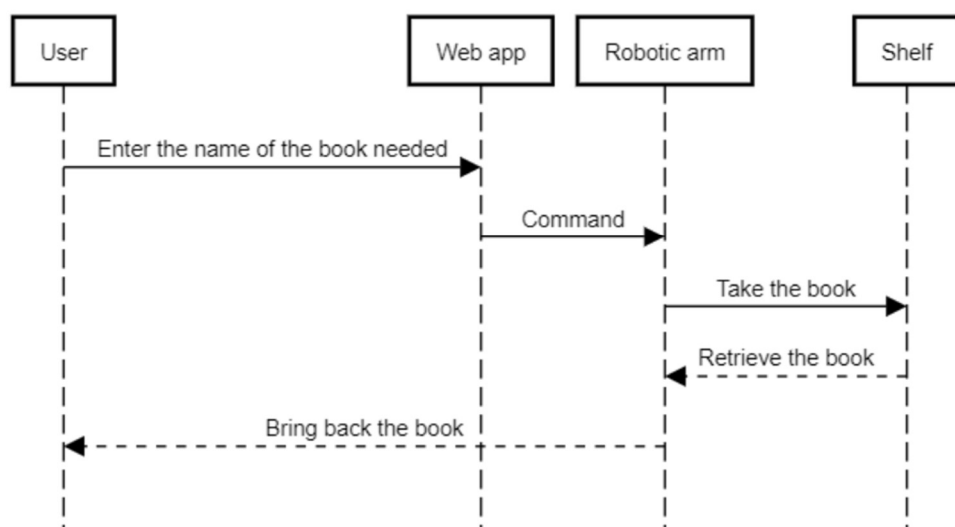 User
Web app
Robotic arm
Shelf
Enter the name of the book needed
Command
Take the book
Retrieve the book
Bring back the book